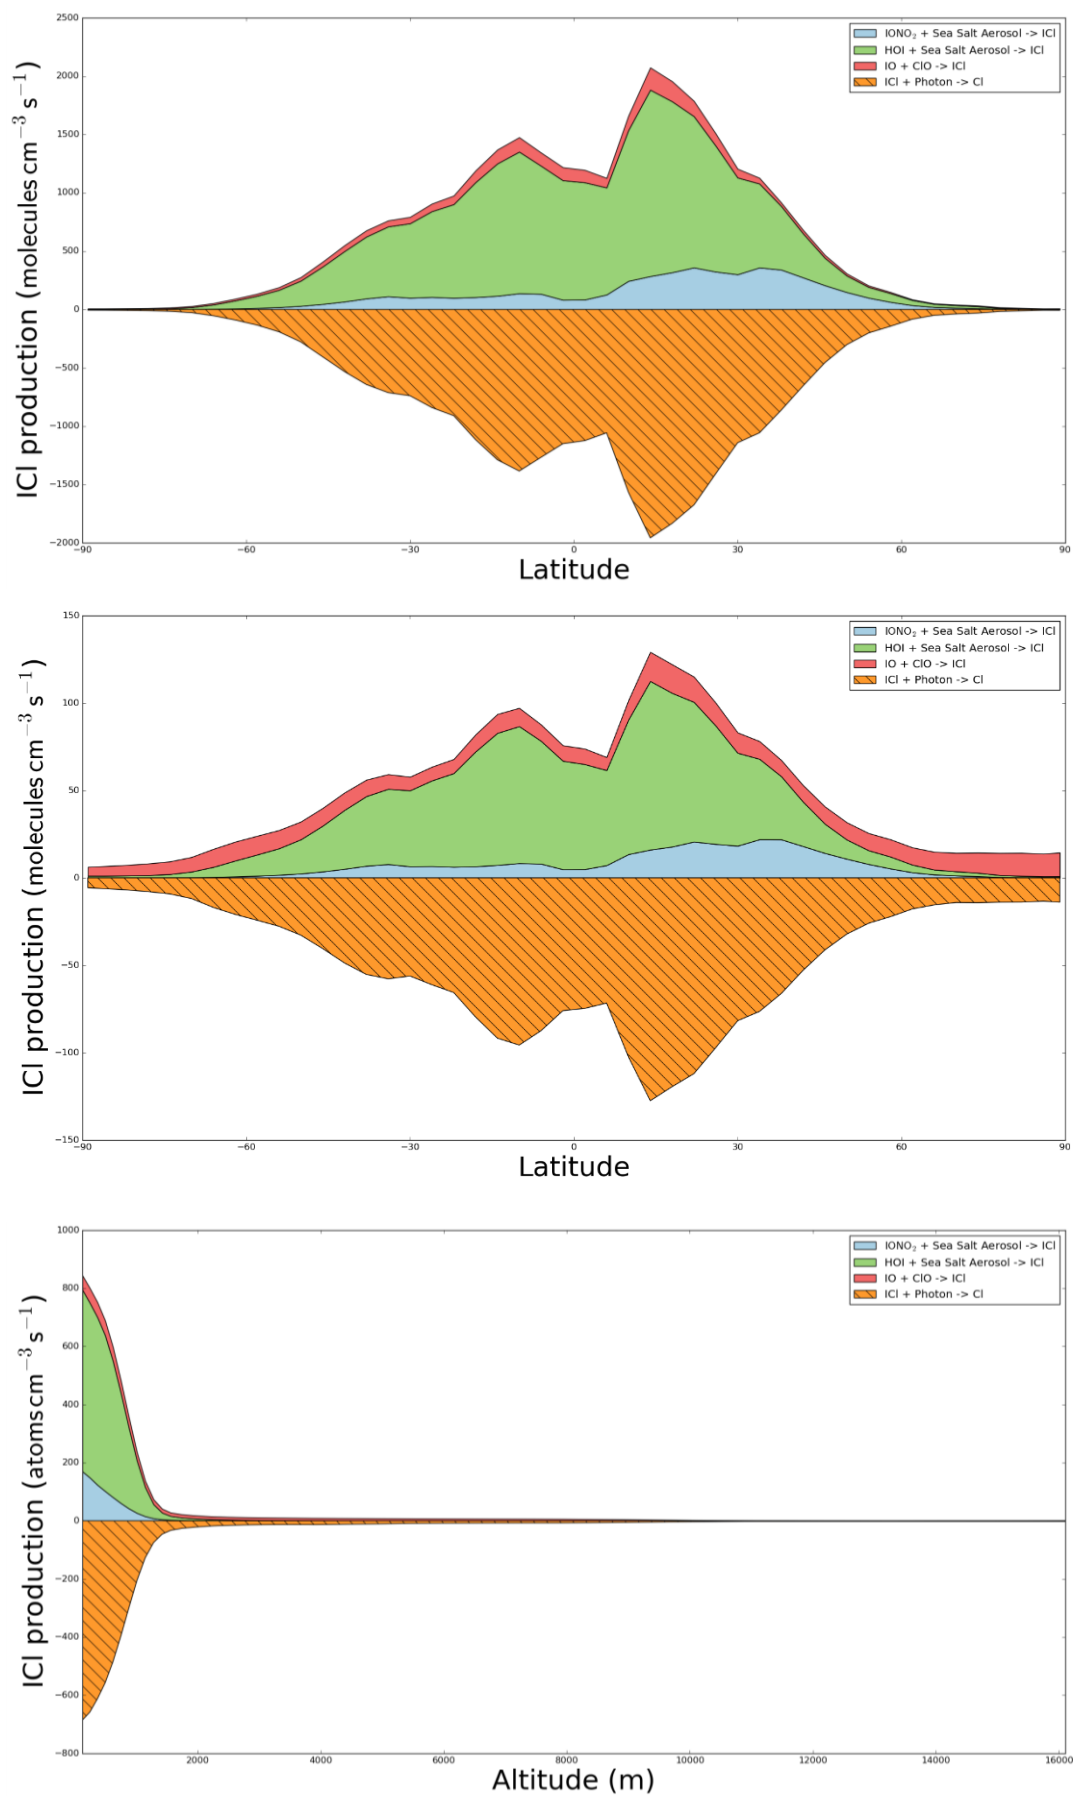 2500
2000
1500
1000
500
0
−500
−1000
−1500
−2000
ICl production (molecules cm⁻³ s⁻¹)
IONO₂ + Sea Salt Aerosol -> ICl
HOI + Sea Salt Aerosol -> ICl
IO + ClO -> ICl
ICl + Photon -> Cl
−90 −60 −30 0 30 60 90
Latitude
150
100
50
0
−50
−100
−150
ICl production (molecules cm⁻³ s⁻¹)
IONO₂ + Sea Salt Aerosol -> ICl
HOI + Sea Salt Aerosol -> ICl
IO + ClO -> ICl
ICl + Photon -> Cl
−90 −60 −30 0 30 60 90
Latitude
1000
800
600
400
200
0
−200
−400
−600
−800
ICl production (atoms cm⁻³ s⁻¹)
IONO₂ + Sea Salt Aerosol -> ICl
HOI + Sea Salt Aerosol -> ICl
IO + ClO -> ICl
ICl + Photon -> Cl
2000 4000 6000 8000 10000 12000 14000 16000
Altitude (m)